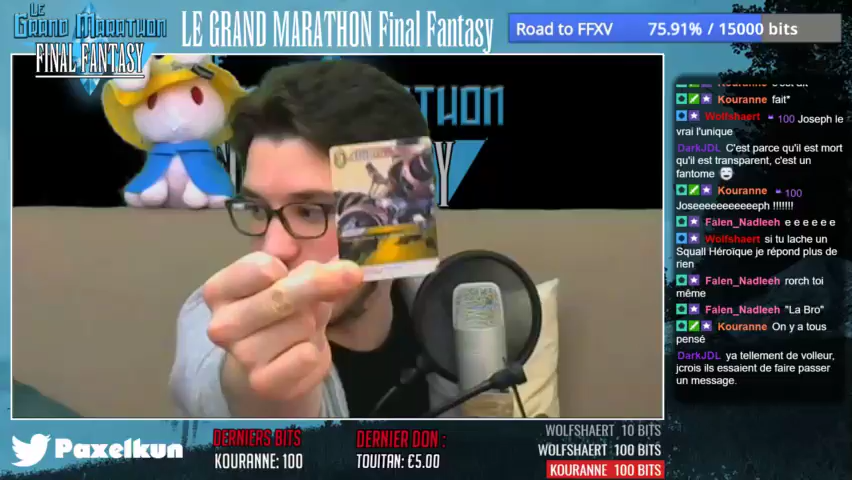 LE
GRAND MARATHON
FINAL FANTASY
LE GRAND MARATHON Final Fantasy
Road to FFXV 75.91% / 15000 bits
THON
Y
Kouranne fait*
Wolfshaert 100 Joseph le
vrai l'unique
DarkJDL C'est parce qu'il est mort
qu'il est transparent, c'est un
fantome
Kouranne 100
Joseeeeeeeeeeph !!!!!!!
Falen_Nadleeh e e e e e e
Wolfshaert si tu lache un
Squall Héroïque je répond plus de
rien
Falen_Nadleeh rorch toi
même
Falen_Nadleeh "La Bro"
Kouranne On y a tous
pensé
DarkJDL ya tellement de volleur,
jcrois ils essaient de faire passer
un message.
Paxelkun
DERNIERS BITS
KOURANNE: 100
DERNIER DON :
TOUITAN: €5.00
WOLFSHAERT 10 BITS
WOLFSHAERT 100 BITS
KOURANNE 100 BITS